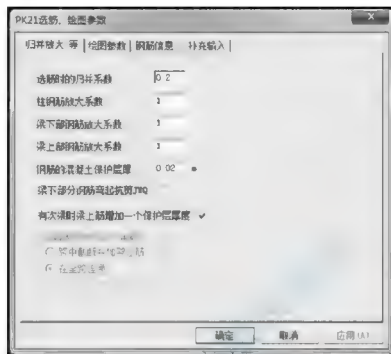 PK21选筋、绘图参数
归并放大 等 绘图参数 钢筋信息 补充输入
选筋时的归并系数 0.2
柱钢筋放大系数 1
梁下部钢筋放大系数 1
梁上部钢筋放大系数 1
钢筋的混凝土保护层厚 0.02
梁下部分钢筋弯起抗剪JWQ
有次梁时梁上筋增加一个保护层厚度
确定 取消 应用(A)